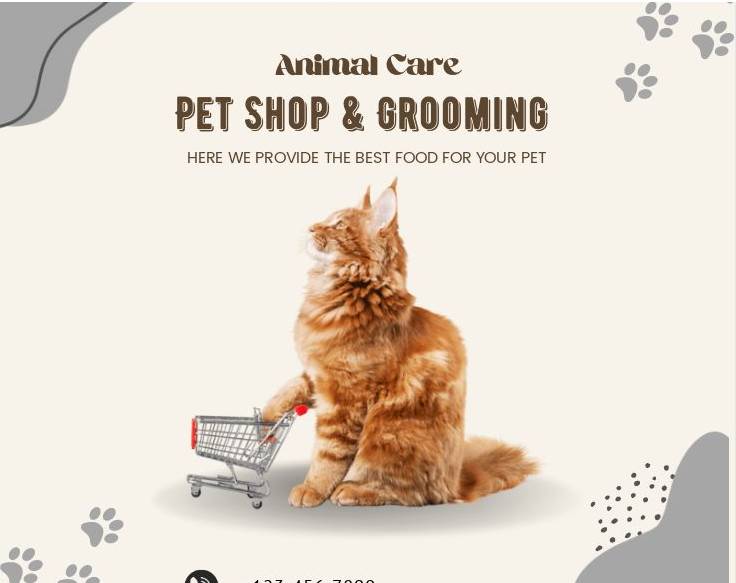 Animal Care
PET SHOP & GROOMING
HERE WE PROVIDE THE BEST FOOD FOR YOUR PET